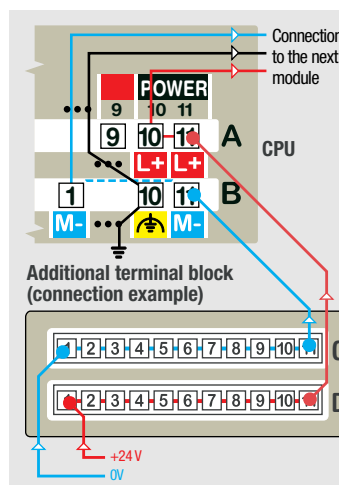 Connection
to the next
module
POWER
9 10 11
9 10 11 A
CPU
L+ L+
1 10 11 B
M- M-
Additional terminal block
(connection example)
1 2 3 4 5 6 7 8 9 10 11 C
1 2 3 4 5 6 7 8 9 10 11 D
+24 V
0V